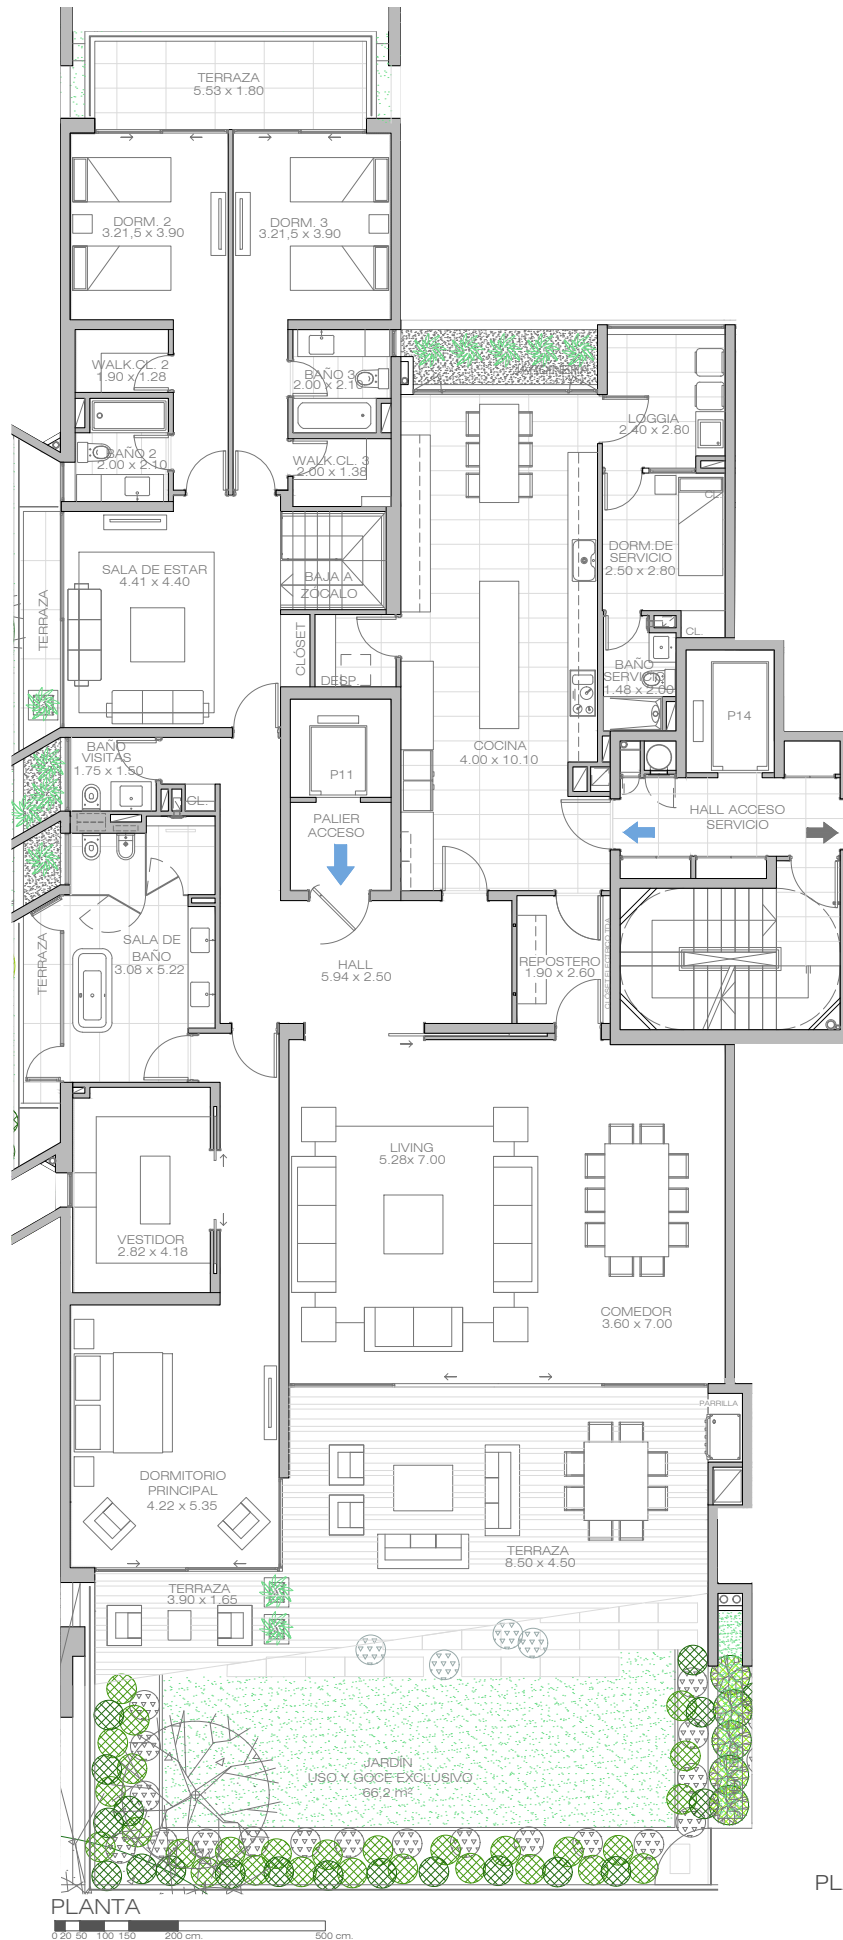 TERRAZA
5.53 x 1.80
DORM. 2
3.21,5 x 3.90
DORM. 3
3.21,5 x 3.90
WALK.CL. 2
1.90 x 1.28
BAÑO 3
2.00 x 2.10
JARDINERA
LOGGIA
2.40 x 2.80
BAÑO 2
2.00 x 2.10
WALK.CL. 3
2.00 x 1.38
CL.
SALA DE ESTAR
4.41 x 4.40
BAJA A
ZÓCALO
DORM.DE
SERVICIO
2.50 x 2.80
TERRAZA
CLÓSET
DESP.
CL.
BAÑO
SERVICIO
1.48 x 2.00
P14
COCINA
4.00 x 10.10
BAÑO
VISITAS
1.75 x 1.50
P11
CL.
PALIER
ACCESO
HALL ACCESO
SERVICIO
SALA DE
BAÑO
3.08 x 5.22
TERRAZA
HALL
5.94 x 2.50
REPOSTERO
1.90 x 2.60
CLOSET ELECTRICO TDA
LIVING
5.28x 7.00
VESTIDOR
2.82 x 4.18
COMEDOR
3.60 x 7.00
PARRILLA
DORMITORIO
PRINCIPAL
4.22 x 5.35
TERRAZA
8.50 x 4.50
TERRAZA
3.90 x 1.65
JARDÍN
USO Y GOCE EXCLUSIVO
66,2 m²
PLANTA
PL
0 20 50 100 150 200 cm. 500 cm.